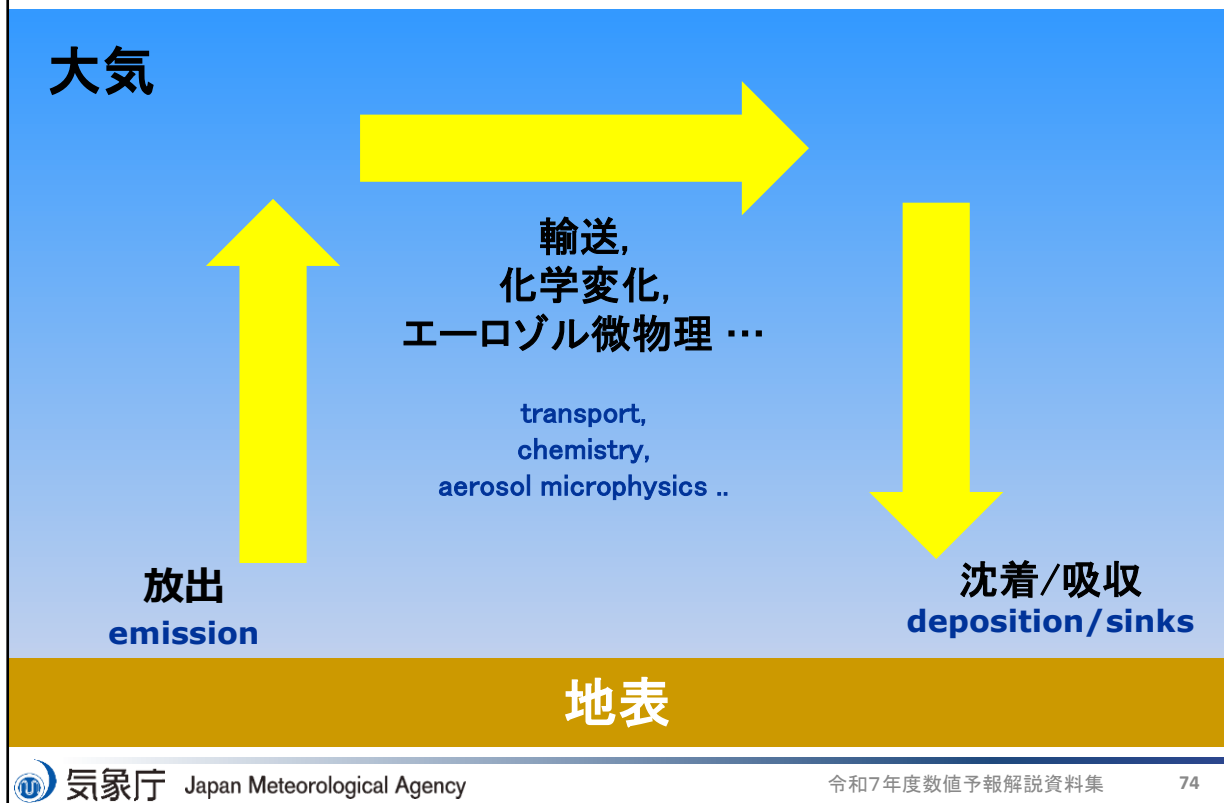 大気
輸送,
化学変化,
エーロゾル微物理 …
transport,
chemistry,
aerosol microphysics ..
放出
emission
沈着/吸収
deposition/sinks
地表
気象庁 Japan Meteorological Agency
令和7年度数値予報解説資料集 74